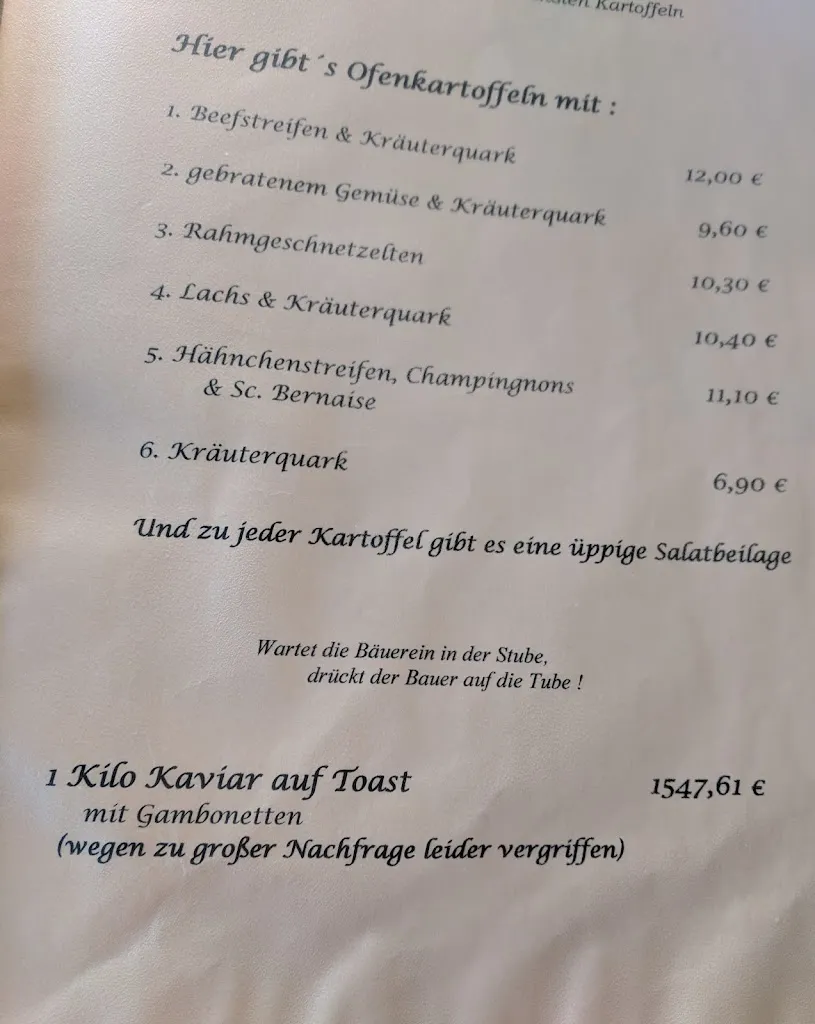 Kartoffeln
Hier gibt´s Ofenkartoffeln mit :
1. Beefstreifen & Kräuterquark 12,00 €
2. gebratenem Gemüse & Kräuterquark 9,60 €
3. Rahmgeschnetzelten 10,30 €
4. Lachs & Kräuterquark 10,40 €
5. Hähnchenstreifen, Champingnons
& Sc. Bernaise 11,10 €
6. Kräuterquark 6,90 €
Und zu jeder Kartoffel gibt es eine üppige Salatbeilage
Wartet die Bäuerein in der Stube,
drückt der Bauer auf die Tube !
1 Kilo Kaviar auf Toast 1547,61 €
mit Gambonetten
(wegen zu großer Nachfrage leider vergriffen)